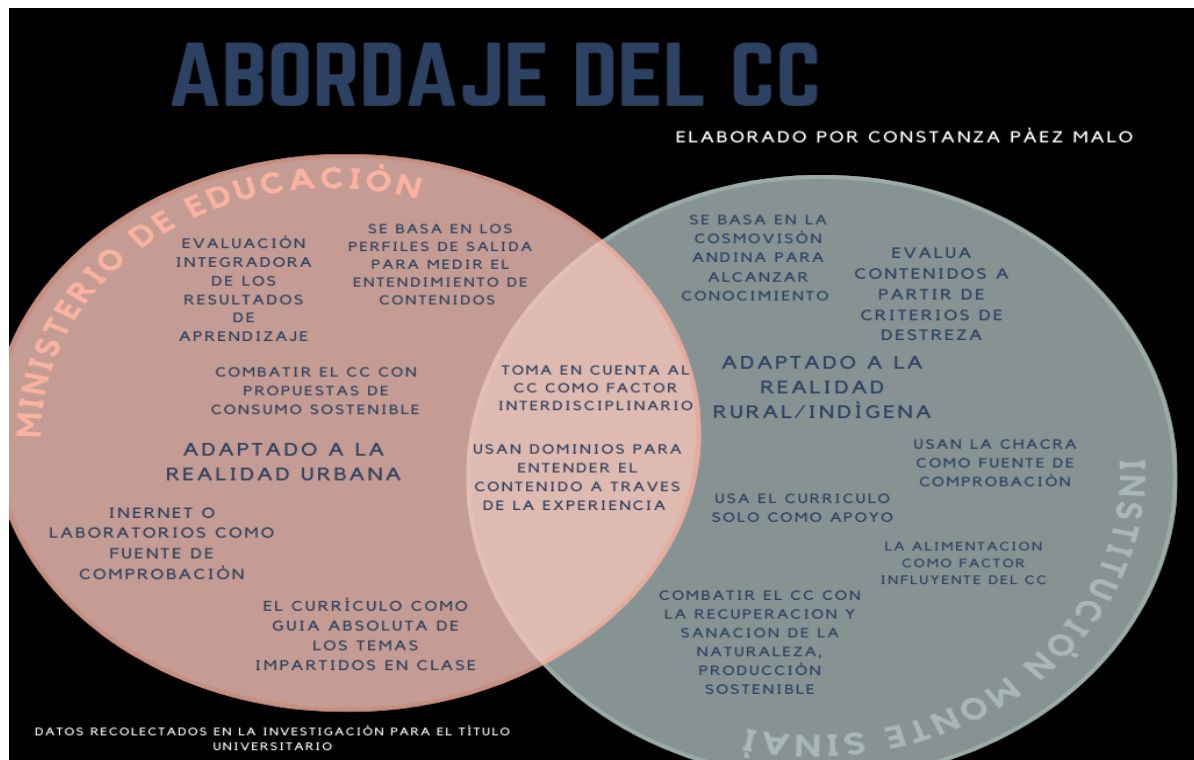 ABORDAJE DEL CC
ELABORADO POR CONSTANZA PÀEZ MALO
MINISTERIO DE EDUCACIÒN
EVALUACIÓN
INTEGRADORA
DE LOS
RESULTADOS
DE
APRENDIZAJE
SE BASA EN LOS
PERFILES DE SALIDA
PARA MEDIR EL
ENTENDIMIENTO DE
CONTENIDOS
COMBATIR EL CC CON
PROPUESTAS DE
CONSUMO SOSTENIBLE
ADAPTADO A LA
REALIDAD URBANA
INERNET O
LABORATORIOS COMO
FUENTE DE
COMPROBACIÓN
EL CURRÌCULO COMO
GUIA ABSOLUTA DE
LOS TEMAS
IMPARTIDOS EN CLASE
TOMA EN CUENTA AL
CC COMO FACTOR
INTERDISCIPLINARIO
USAN DOMINIOS PARA
ENTENDER EL
CONTENIDO A TRAVES
DE LA EXPERIENCIA
SE BASA EN LA
COSMOVISÒN
ANDINA PARA
ALCANZAR
CONOCIMIENTO
EVALUA
CONTENIDOS A
PARTIR DE
CRITERIOS DE
DESTREZA
ADAPTADO A LA
REALIDAD
RURAL/INDÌGENA
USAN LA CHACRA
COMO FUENTE DE
COMPROBACIÒN
USA EL CURRICULO
SOLO COMO APOYO
LA ALIMENTACION
COMO FACTOR
INFLUYENTE DEL CC
COMBATIR EL CC CON
LA RECUPERACION Y
SANACION DE LA
NATURALEZA,
PRODUCCIÒN
SOSTENIBLE
INSTITUCIÒN MONTE SINAÍ
DATOS RECOLECTADOS EN LA INVESTIGACIÒN PARA EL TÌTULO
UNIVERSITARIO